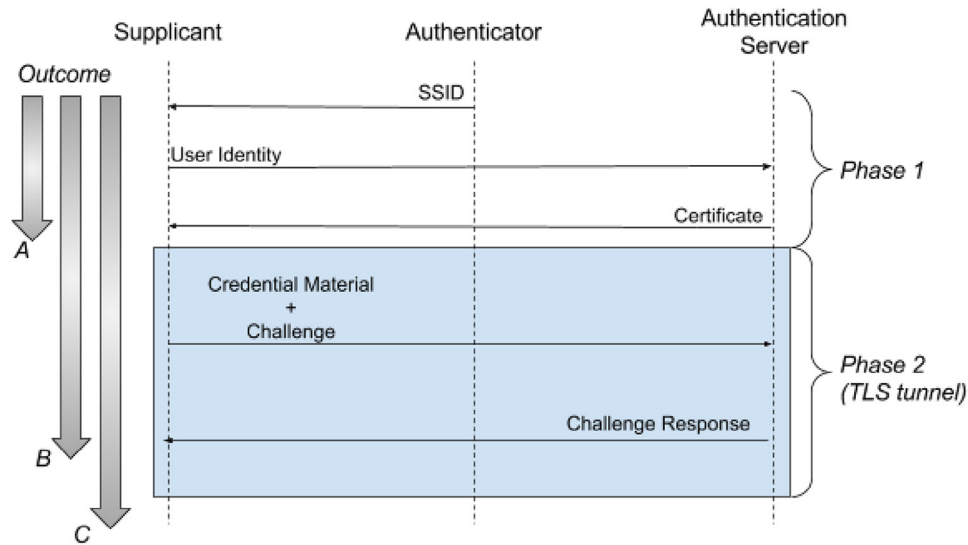 Supplicant
Authenticator
Authentication
Server
Outcome
SSID
User Identity
Phase 1
Certificate
A
Credential Material
+
Challenge
Phase 2
(TLS tunnel)
Challenge Response
B
C